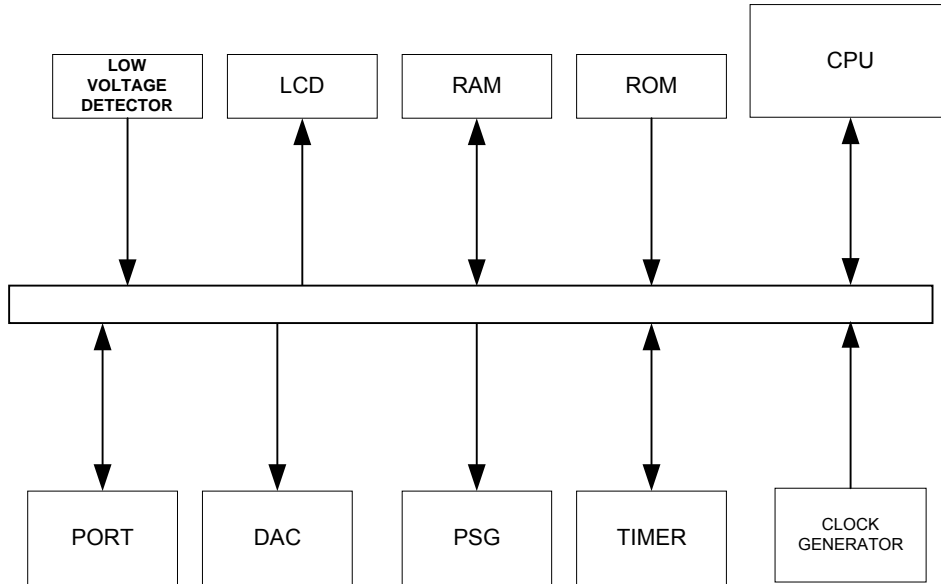 CPU
LOW
VOLTAGE
DETECTOR
LCD
RAM
ROM
PORT
DAC
PSG
TIMER
CLOCK
GENERATOR